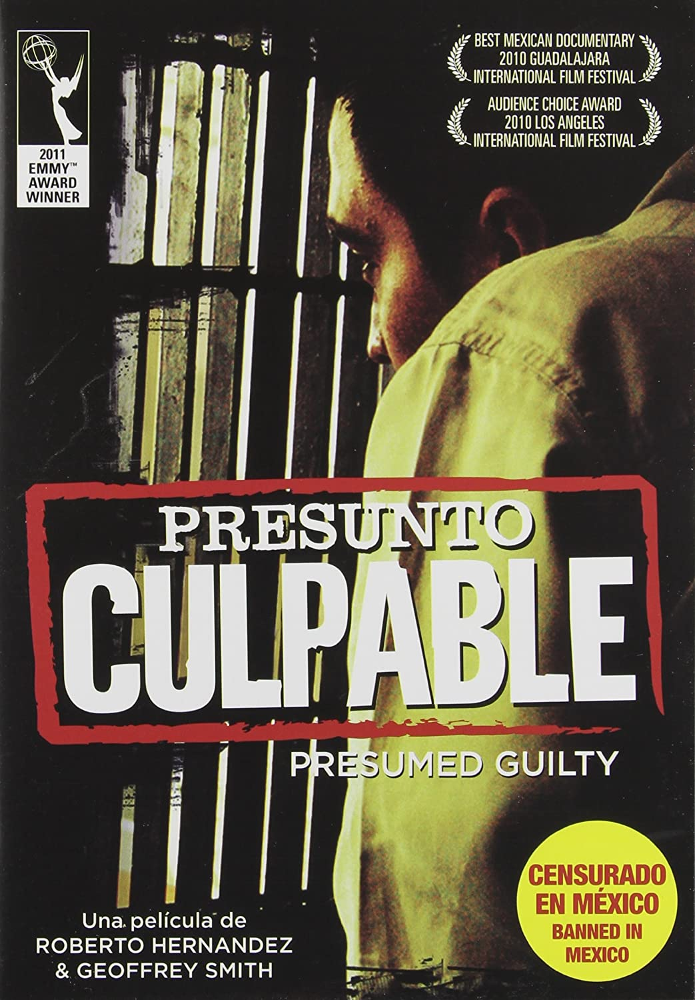 2011
EMMY™
AWARD
WINNER
BEST MEXICAN DOCUMENTARY
2010 GUADALAJARA
INTERNATIONAL FILM FESTIVAL
AUDIENCE CHOICE AWARD
2010 LOS ANGELES
INTERNATIONAL FILM FESTIVAL
PRESUNTO
CULPABLE
PRESUMED GUILTY
CENSURADO
EN MÉXICO
BANNED IN
MEXICO
Una película de
ROBERTO HERNANDEZ
& GEOFFREY SMITH